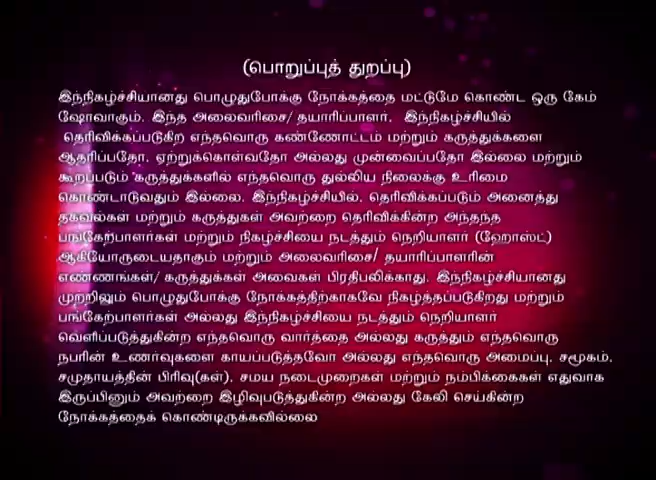 (பொறுப்புத் துறப்பு)
இந்நிகழ்ச்சியானது பொழுதுபோக்கு நோக்கத்தை மட்டுமே கொண்ட ஒரு கேம்
ஷோவாகும். இந்த அலைவரிசை/ தயாரிப்பாளர், இந்நிகழ்ச்சியில்
தெரிவிக்கப்படுகிற எந்தவொரு கண்ணோட்டம் மற்றும் கருத்துக்களை
ஆதரிப்பதோ, ஏற்றுக்கொள்வதோ அல்லது முன்வைப்பதோ இல்லை மற்றும்
கூறப்படும் கருத்துக்களில் எந்தவொரு துல்லிய நிலைக்கு உரிமை
கொண்டாடுவதும் இல்லை. இந்நிகழ்ச்சியில், தெரிவிக்கப்படும் அனைத்து
தகவல்கள் மற்றும் கருத்துகள் அவற்றை தெரிவிக்கின்ற அந்தந்த
பங்கேற்பாளர்கள் மற்றும் நிகழ்ச்சியை நடத்தும் நெறியாளர் (ஹோஸ்ட்)
ஆகியோருடையதாகும் மற்றும் அலைவரிசை/ தயாரிப்பாளரின்
எண்ணங்கள்/ கருத்துக்கள் அவைகள் பிரதிபலிக்காது. இந்நிகழ்ச்சியானது
முற்றிலும் பொழுதுபோக்கு நோக்கத்திற்காகவே நிகழ்த்தப்படுகிறது மற்றும்
பங்கேற்பாளர்கள் அல்லது இந்நிகழ்ச்சியை நடத்தும் நெறியாளர்
வெளிப்படுத்துகின்ற எந்தவொரு வார்த்தை அல்லது கருத்தும் எந்தவொரு
நபரின் உணர்வுகளை காயப்படுத்தவோ அல்லது எந்தவொரு அமைப்பு, சமூகம்,
சமுதாயத்தின் பிரிவு(கள்), சமய நடைமுறைகள் மற்றும் நம்பிக்கைகள் எதுவாக
இருப்பினும் அவற்றை இழிவுபடுத்துகின்ற அல்லது கேலி செய்கின்ற
நோக்கத்தைக் கொண்டிருக்கவில்லை